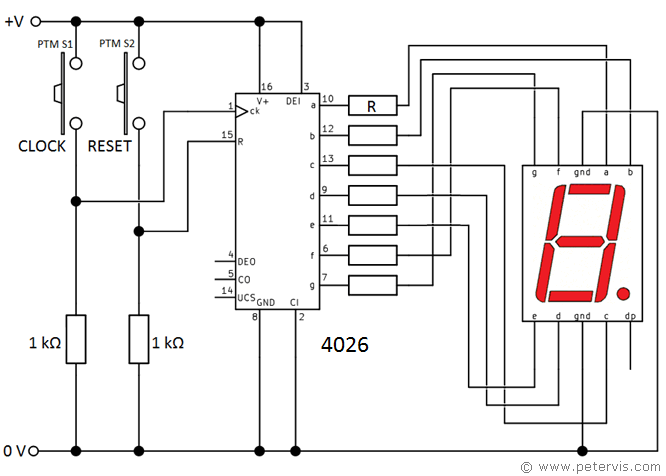 +V
PTM S1 PTM S2
CLOCK RESET
16 3
V+ DEI
1 ck
15 R
a 10 R
b 12
c 13
d 9
e 11
f 6
g 7
4 DEO
5 CO
14 UCS
GND CI
8 2
4026
1 kΩ 1 kΩ
g f gnd a b
e d gnd c dp
0 V
© www.petervis.com